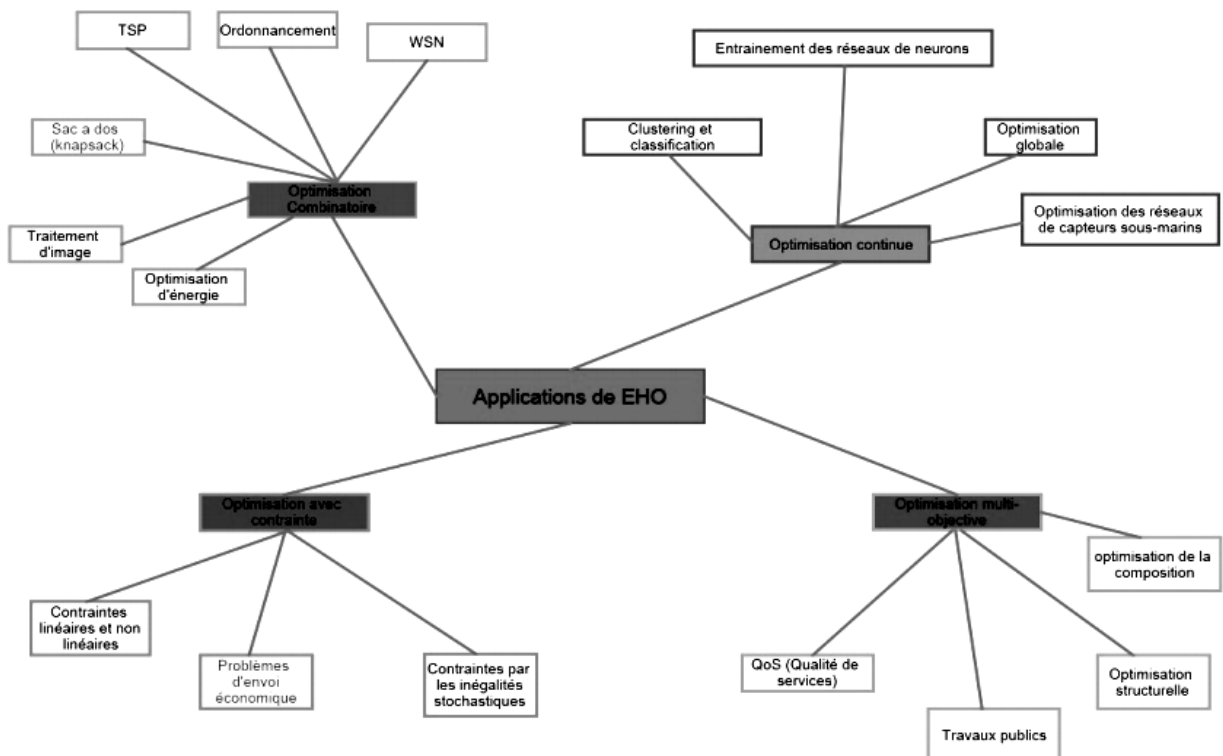 TSP
Ordonnancement
WSN
Entrainement des réseaux de neurons
Sac a dos
(knapsack)
Clustering et
classification
Optimisation
globale
Optimisation
Combinatoire
Traitement
d'image
Optimisation
d'énergie
Optimisation continue
Optimisation des réseaux
de capteurs sous-marins
Applications de EHO
Optimisation avec
contrainte
Optimisation multi-
objective
optimisation de la
composition
Contraintes
linéaires et non
linéaires
Problèmes
d'envoi
économique
Contraintes par
les inégalités
stochastiques
QoS (Qualité de
services)
Travaux publics
Optimisation
structurelle